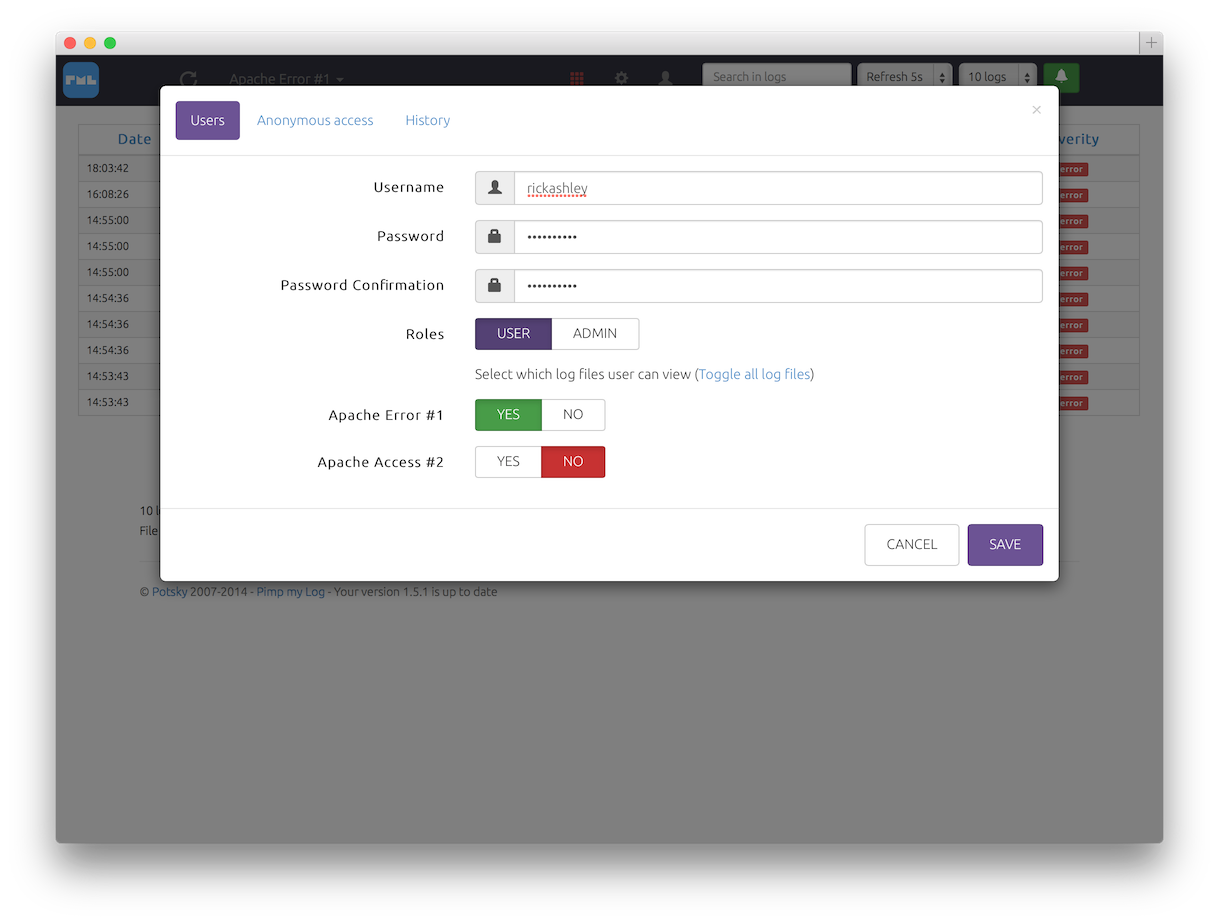 PML
Apache Error #1
Search in logs
Refresh 5s
10 logs
Users
Anonymous access
History
×
Date
18:03:42
error
16:08:26
error
14:55:00
error
14:55:00
error
14:55:00
error
14:54:36
error
14:54:36
error
14:54:36
error
14:53:43
error
14:53:43
error
Username
rickashley
Password
••••••••••
Password Confirmation
••••••••••
Roles
USER
ADMIN
Select which log files user can view (Toggle all log files)
Apache Error #1
YES
NO
Apache Access #2
YES
NO
10
File
CANCEL
SAVE
© Potsky 2007-2014 - Pimp my Log - Your version 1.5.1 is up to date